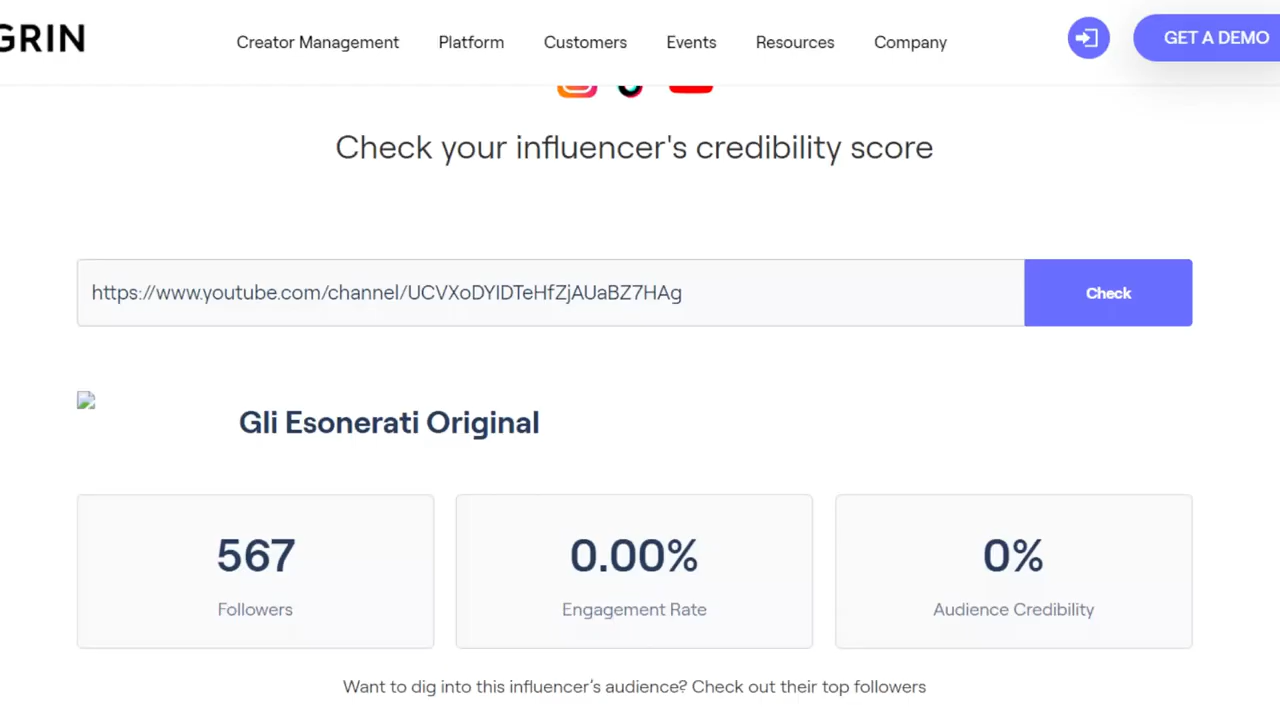 GRIN
Creator Management Platform Customers Events Resources Company
GET A DEMO
Check your influencer's credibility score
https://www.youtube.com/channel/UCVXoDYlDTeHfZjAUaBZ7HAg
Check
Gli Esonerati Original
567
Followers
0.00%
Engagement Rate
0%
Audience Credibility
Want to dig into this influencer’s audience? Check out their top followers